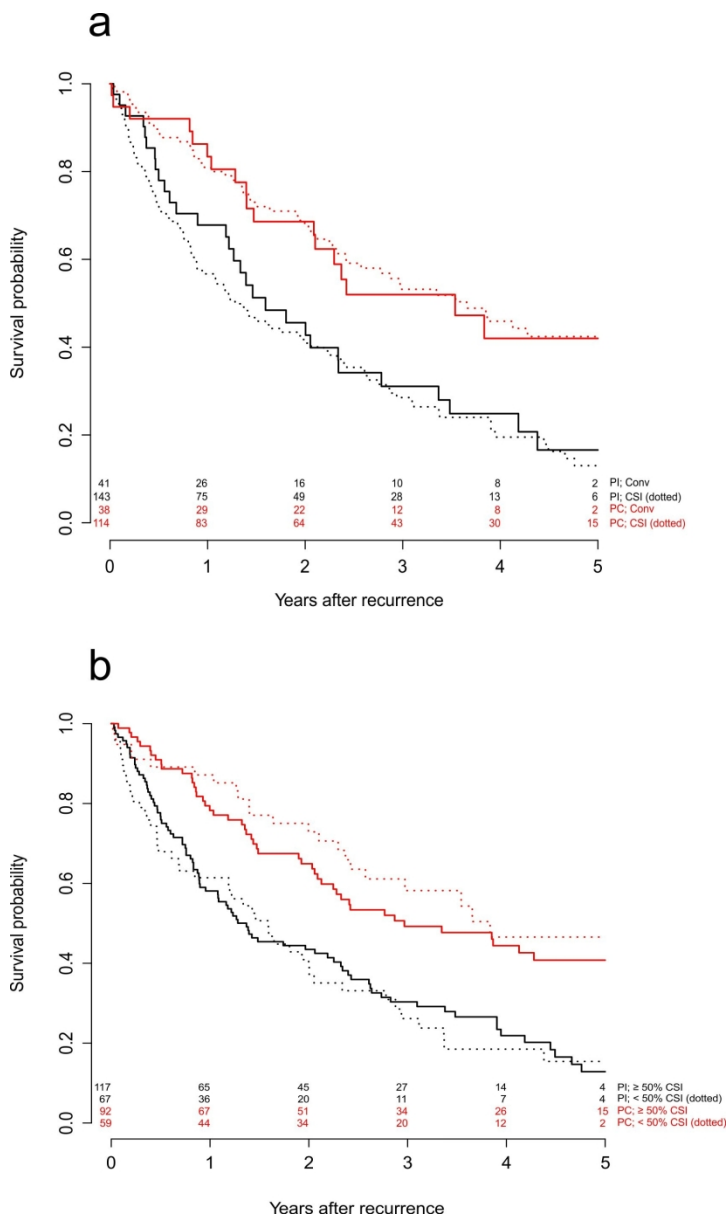 a
Survival probability
1.0
0.8
0.6
0.4
0.2
0.0
41 26 16 10 8 2 PI; Conv
143 75 49 28 13 6 PI; CSI (dotted)
38 29 22 12 8 2 PC; Conv
114 83 64 43 30 15 PC; CSI (dotted)
0 1 2 3 4 5
Years after recurrence
b
Survival probability
1.0
0.8
0.6
0.4
0.2
0.0
117 65 45 27 14 4 PI; ≥ 50% CSI
67 36 20 11 7 4 PI; < 50% CSI (dotted)
92 67 51 34 26 15 PC; ≥ 50% CSI
59 44 34 20 12 2 PC; < 50% CSI (dotted)
0 1 2 3 4 5
Years after recurrence